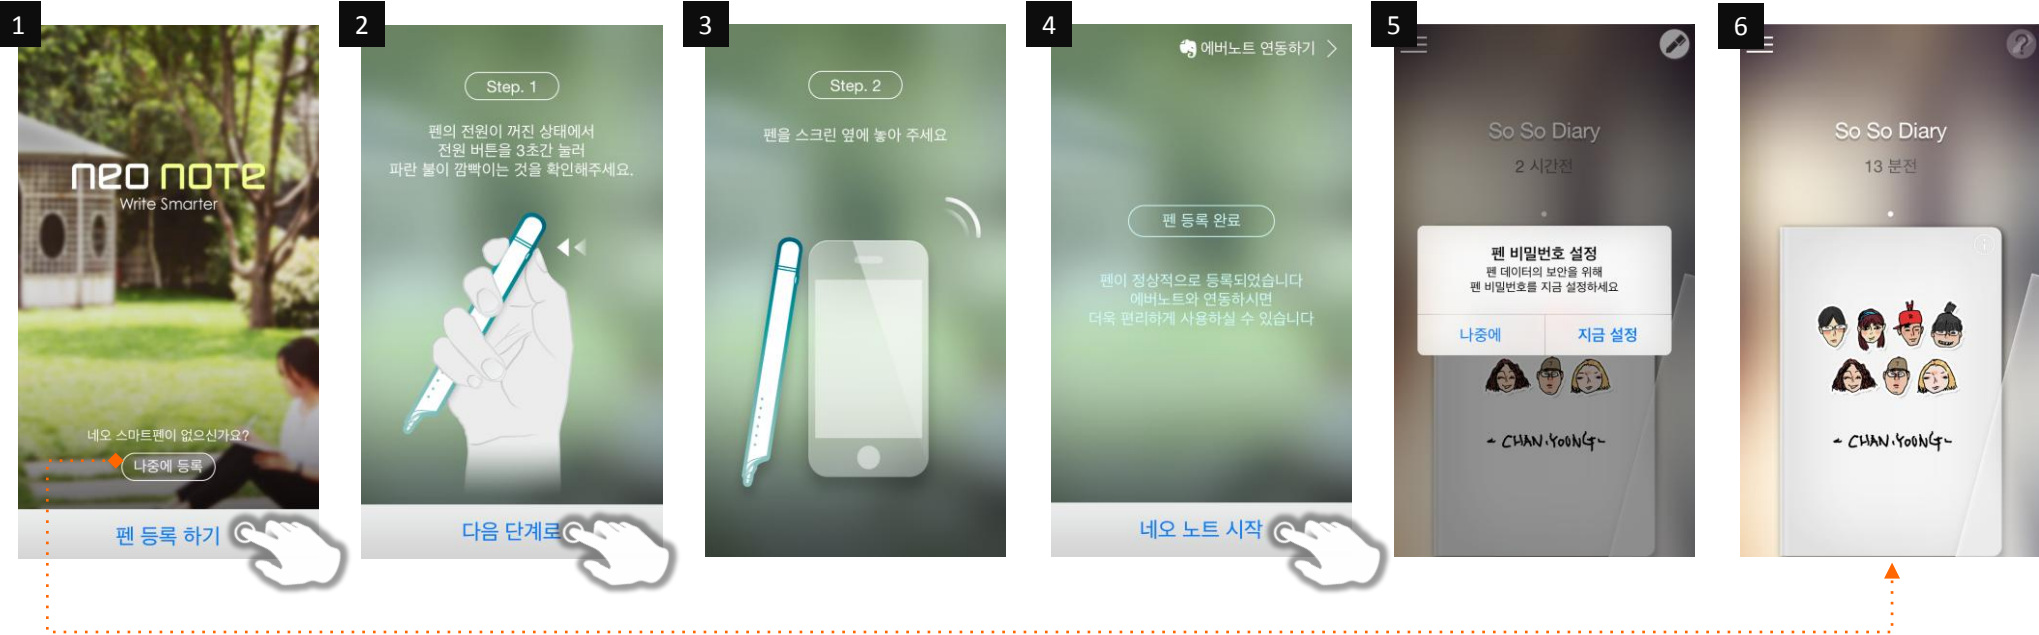 1
neo note
Write Smarter
네오 스마트펜이 없으신가요?
나중에 등록
펜 등록 하기
2
Step. 1
펜의 전원이 꺼진 상태에서
전원 버튼을 3초간 눌러
파란 불이 깜빡이는 것을 확인해주세요.
다음 단계로
3
Step. 2
펜을 스크린 옆에 놓아 주세요
4
에버노트 연동하기 >
펜 등록 완료
펜이 정상적으로 등록되었습니다
에버노트와 연동하시면
더욱 편리하게 사용하실 수 있습니다
네오 노트 시작
5
So So Diary
2 시간전
펜 비밀번호 설정
펜 데이터의 보안을 위해
펜 비밀번호를 지금 설정하세요
나중에
지금 설정
- CHAN.YOONG-
6
So So Diary
13 분전
- CHAN.YOONG-